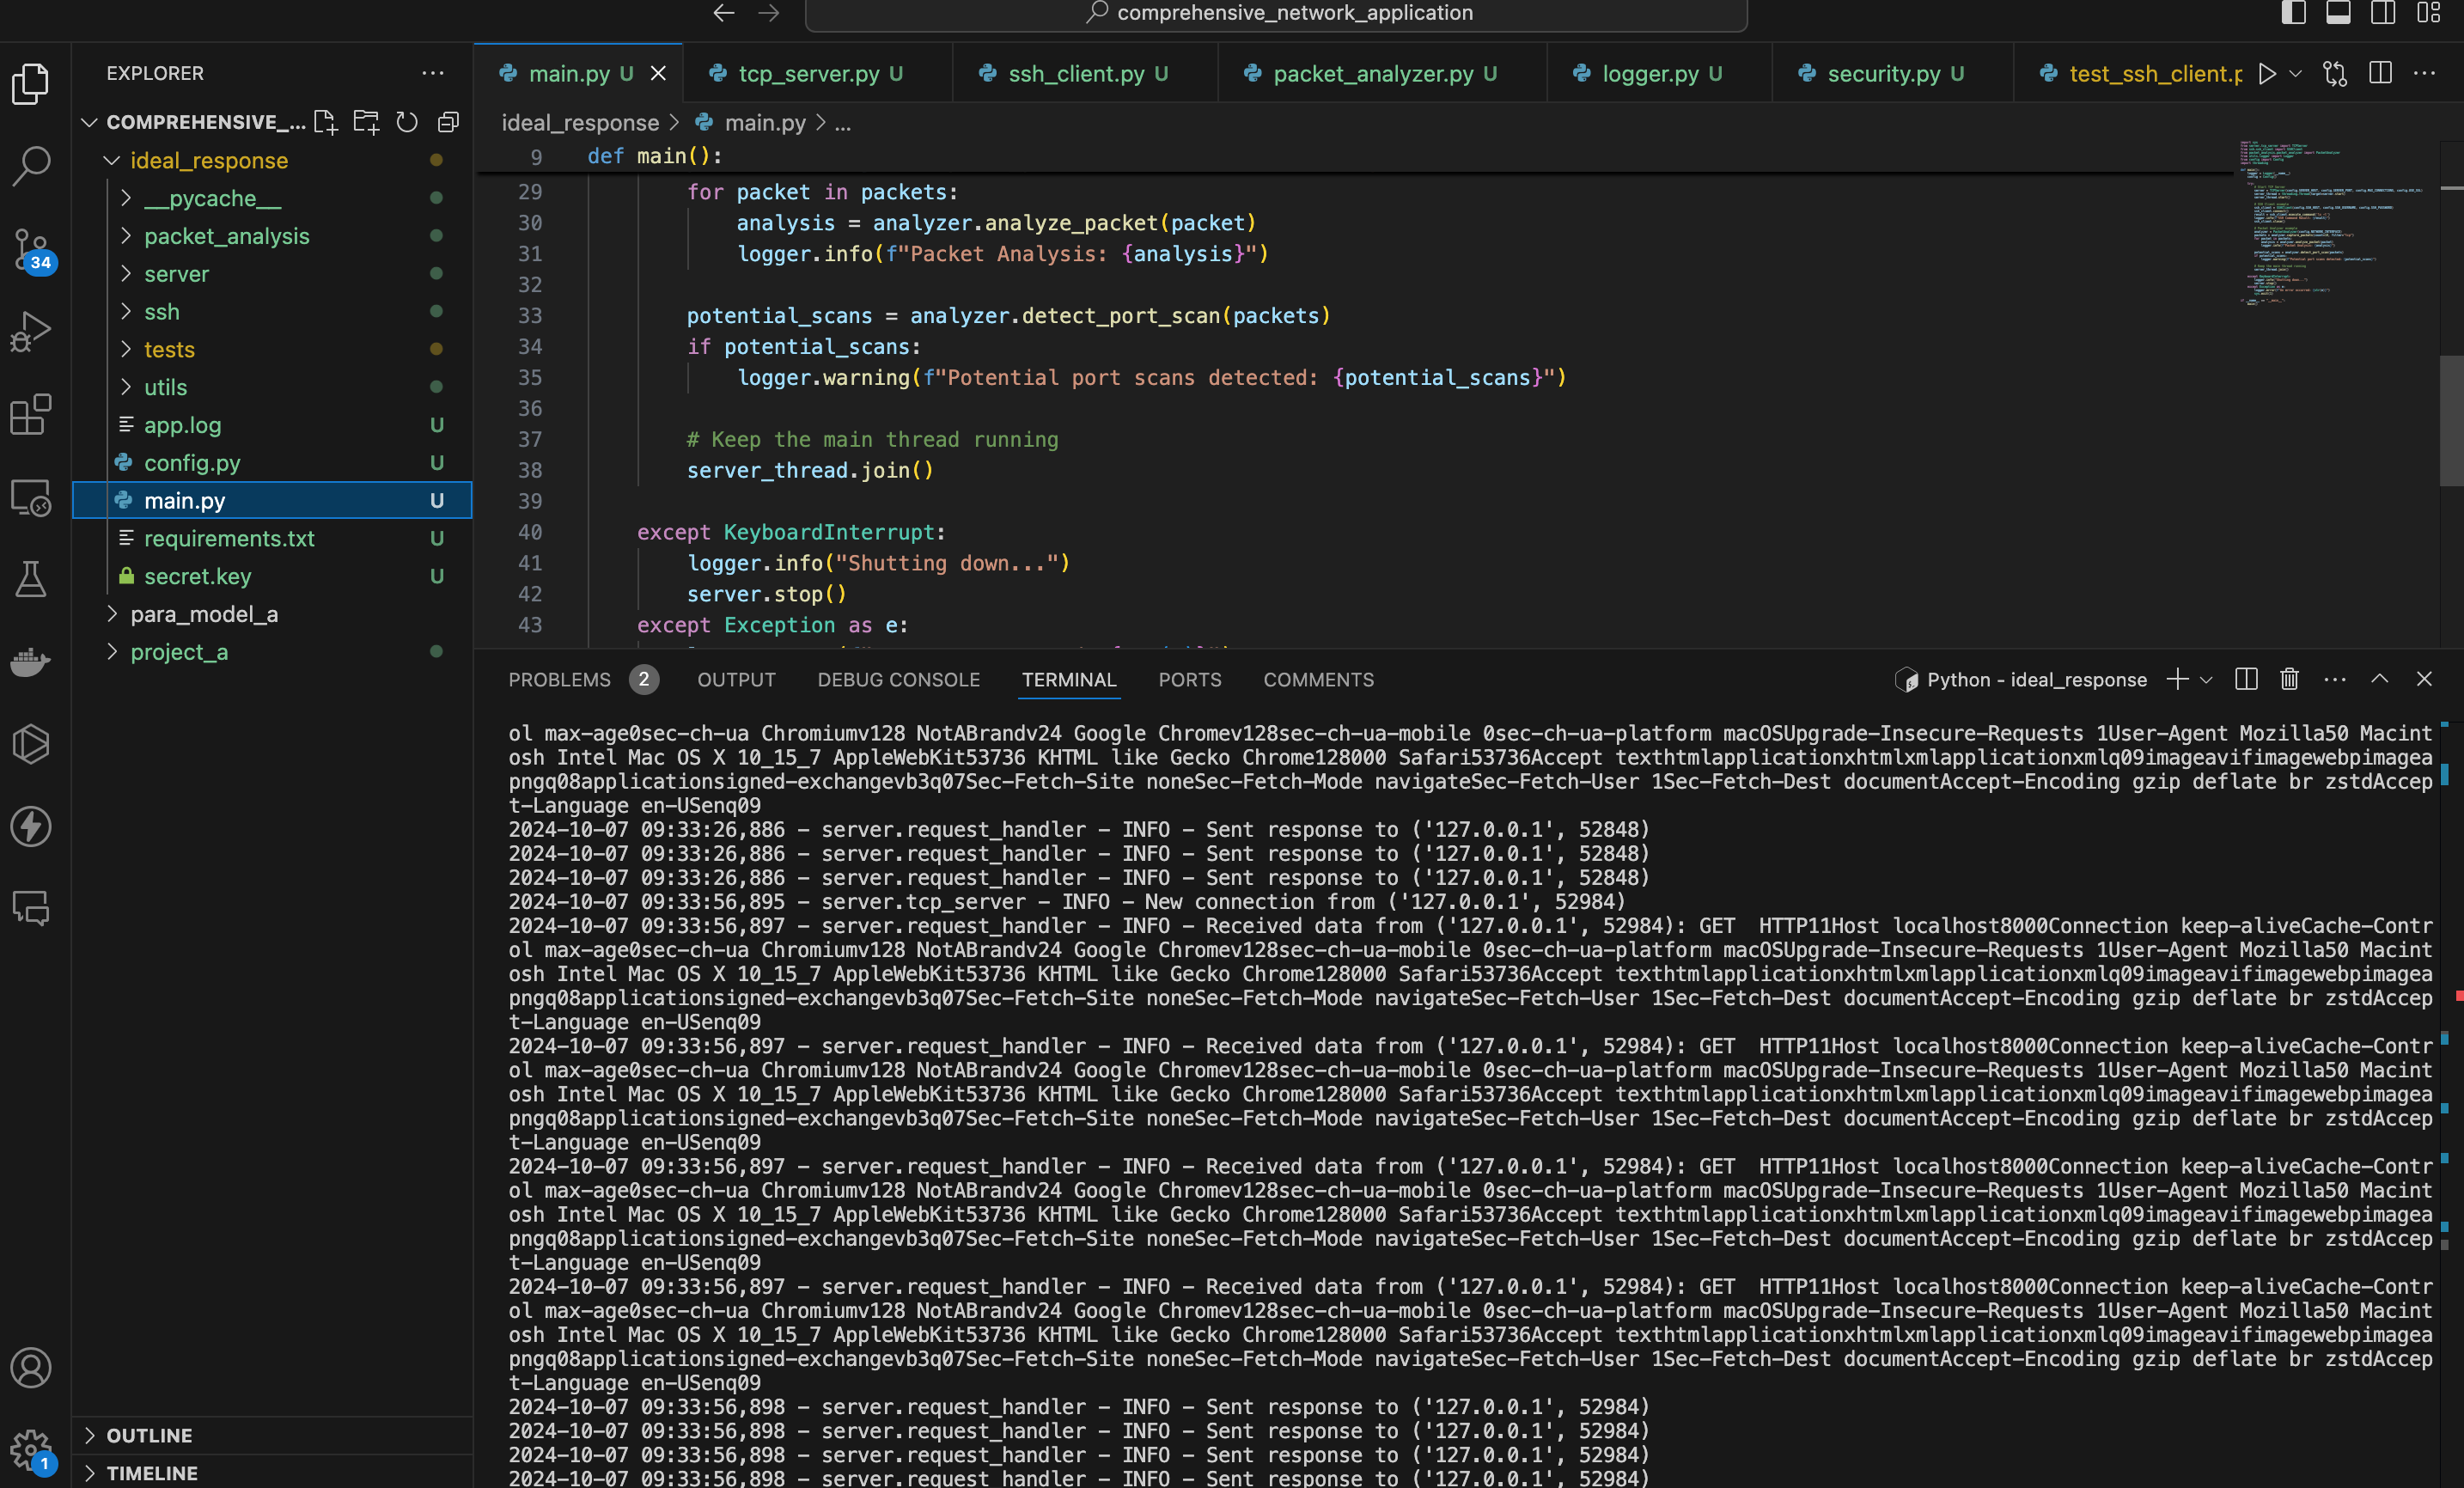 comprehensive_network_application
EXPLORER
COMPREHENSIVE_...
ideal_response
__pycache__
packet_analysis
server
ssh
tests
utils
app.log U
config.py U
main.py U
requirements.txt U
secret.key U
para_model_a
project_a
OUTLINE
TIMELINE
34
1
main.py U
tcp_server.py U
ssh_client.py U
packet_analyzer.py U
logger.py U
security.py U
test_ssh_client.p
ideal_response > main.py > ...
9 def main():
29 for packet in packets:
30 analysis = analyzer.analyze_packet(packet)
31 logger.info(f"Packet Analysis: {analysis}")
32
33 potential_scans = analyzer.detect_port_scan(packets)
34 if potential_scans:
35 logger.warning(f"Potential port scans detected: {potential_scans}")
36
37 # Keep the main thread running
38 server_thread.join()
39
40 except KeyboardInterrupt:
41 logger.info("Shutting down...")
42 server.stop()
43 except Exception as e:
PROBLEMS 2 OUTPUT DEBUG CONSOLE TERMINAL PORTS COMMENTS
Python - ideal_response
ol max-age0sec-ch-ua Chromiumv128 NotABrandv24 Google Chromev128sec-ch-ua-mobile 0sec-ch-ua-platform macOSUpgrade-Insecure-Requests 1User-Agent Mozilla50 Macint
osh Intel Mac OS X 10_15_7 AppleWebKit53736 KHTML like Gecko Chrome128000 Safari53736Accept texthtmlapplicationxhtmlxmlapplicationxmlq09imageavifimagewebpimagea
pngq08applicationsigned-exchangevb3q07Sec-Fetch-Site noneSec-Fetch-Mode navigateSec-Fetch-User 1Sec-Fetch-Dest documentAccept-Encoding gzip deflate br zstdAccep
t-Language en-USenq09
2024-10-07 09:33:26,886 - server.request_handler - INFO - Sent response to ('127.0.0.1', 52848)
2024-10-07 09:33:26,886 - server.request_handler - INFO - Sent response to ('127.0.0.1', 52848)
2024-10-07 09:33:26,886 - server.request_handler - INFO - Sent response to ('127.0.0.1', 52848)
2024-10-07 09:33:56,895 - server.tcp_server - INFO - New connection from ('127.0.0.1', 52984)
2024-10-07 09:33:56,897 - server.request_handler - INFO - Received data from ('127.0.0.1', 52984): GET  HTTP11Host localhost8000Connection keep-aliveCache-Contr
ol max-age0sec-ch-ua Chromiumv128 NotABrandv24 Google Chromev128sec-ch-ua-mobile 0sec-ch-ua-platform macOSUpgrade-Insecure-Requests 1User-Agent Mozilla50 Macint
osh Intel Mac OS X 10_15_7 AppleWebKit53736 KHTML like Gecko Chrome128000 Safari53736Accept texthtmlapplicationxhtmlxmlapplicationxmlq09imageavifimagewebpimagea
pngq08applicationsigned-exchangevb3q07Sec-Fetch-Site noneSec-Fetch-Mode navigateSec-Fetch-User 1Sec-Fetch-Dest documentAccept-Encoding gzip deflate br zstdAccep
t-Language en-USenq09
2024-10-07 09:33:56,897 - server.request_handler - INFO - Received data from ('127.0.0.1', 52984): GET  HTTP11Host localhost8000Connection keep-aliveCache-Contr
ol max-age0sec-ch-ua Chromiumv128 NotABrandv24 Google Chromev128sec-ch-ua-mobile 0sec-ch-ua-platform macOSUpgrade-Insecure-Requests 1User-Agent Mozilla50 Macint
osh Intel Mac OS X 10_15_7 AppleWebKit53736 KHTML like Gecko Chrome128000 Safari53736Accept texthtmlapplicationxhtmlxmlapplicationxmlq09imageavifimagewebpimagea
pngq08applicationsigned-exchangevb3q07Sec-Fetch-Site noneSec-Fetch-Mode navigateSec-Fetch-User 1Sec-Fetch-Dest documentAccept-Encoding gzip deflate br zstdAccep
t-Language en-USenq09
2024-10-07 09:33:56,897 - server.request_handler - INFO - Received data from ('127.0.0.1', 52984): GET  HTTP11Host localhost8000Connection keep-aliveCache-Contr
ol max-age0sec-ch-ua Chromiumv128 NotABrandv24 Google Chromev128sec-ch-ua-mobile 0sec-ch-ua-platform macOSUpgrade-Insecure-Requests 1User-Agent Mozilla50 Macint
osh Intel Mac OS X 10_15_7 AppleWebKit53736 KHTML like Gecko Chrome128000 Safari53736Accept texthtmlapplicationxhtmlxmlapplicationxmlq09imageavifimagewebpimagea
pngq08applicationsigned-exchangevb3q07Sec-Fetch-Site noneSec-Fetch-Mode navigateSec-Fetch-User 1Sec-Fetch-Dest documentAccept-Encoding gzip deflate br zstdAccep
t-Language en-USenq09
2024-10-07 09:33:56,897 - server.request_handler - INFO - Received data from ('127.0.0.1', 52984): GET  HTTP11Host localhost8000Connection keep-aliveCache-Contr
ol max-age0sec-ch-ua Chromiumv128 NotABrandv24 Google Chromev128sec-ch-ua-mobile 0sec-ch-ua-platform macOSUpgrade-Insecure-Requests 1User-Agent Mozilla50 Macint
osh Intel Mac OS X 10_15_7 AppleWebKit53736 KHTML like Gecko Chrome128000 Safari53736Accept texthtmlapplicationxhtmlxmlapplicationxmlq09imageavifimagewebpimagea
pngq08applicationsigned-exchangevb3q07Sec-Fetch-Site noneSec-Fetch-Mode navigateSec-Fetch-User 1Sec-Fetch-Dest documentAccept-Encoding gzip deflate br zstdAccep
t-Language en-USenq09
2024-10-07 09:33:56,898 - server.request_handler - INFO - Sent response to ('127.0.0.1', 52984)
2024-10-07 09:33:56,898 - server.request_handler - INFO - Sent response to ('127.0.0.1', 52984)
2024-10-07 09:33:56,898 - server.request_handler - INFO - Sent response to ('127.0.0.1', 52984)
2024-10-07 09:33:56,898 - server.request_handler - INFO - Sent response to ('127.0.0.1', 52984)